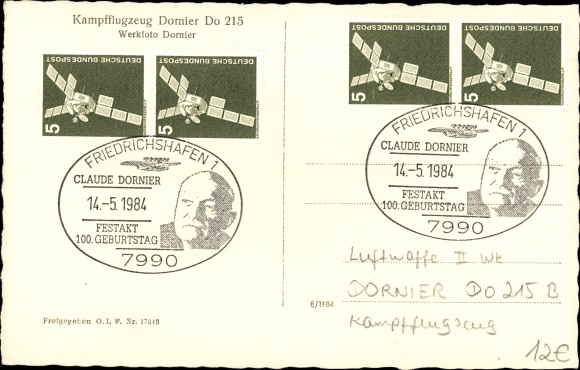 Kampfflugzeug Dornier Do 215
Werkfoto Dornier
DEUTSCHE BUNDESPOST
5
DEUTSCHE BUNDESPOST
5
DEUTSCHE BUNDESPOST
5
DEUTSCHE BUNDESPOST
5
FRIEDRICHSHAFEN 1
CLAUDE DORNIER
14.-5.1984
FESTAKT
100.GEBURTSTAG
7990
FRIEDRICHSHAFEN 1
CLAUDE DORNIER
14.-5.1984
FESTAKT
100.GEBURTSTAG
7990
Luftwaffe II Wk
DORNIER DO 215 B
6/1184
Kampfflugzeug
Freigegeben O. L. F. Nr. 176493
12€